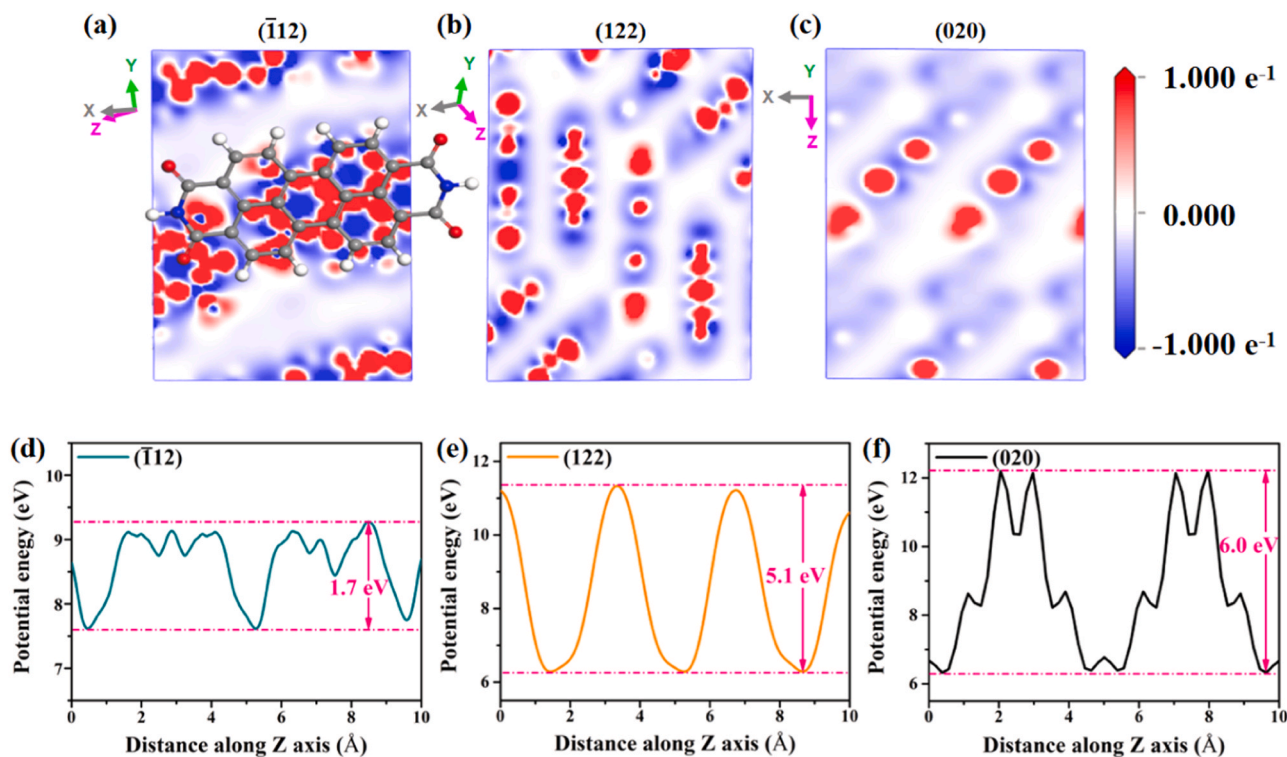 (a) (1̅12)
(b) (122)
(c) (020)
Y
X
Z
Y
X
Z
Y
X
Z
1.000 e⁻¹
0.000
-1.000 e⁻¹
(d)
(1̅12)
Potential enegy (eV)
10
9
8
7
1.7 eV
0 2 4 6 8 10
Distance along Z axis (Å)
(e)
(122)
Potential enegy (eV)
12
10
8
6
5.1 eV
0 2 4 6 8 10
Distance along Z axis (Å)
(f)
(020)
Potential enegy (eV)
12
10
8
6
6.0 eV
0 2 4 6 8 10
Distance along Z axis (Å)